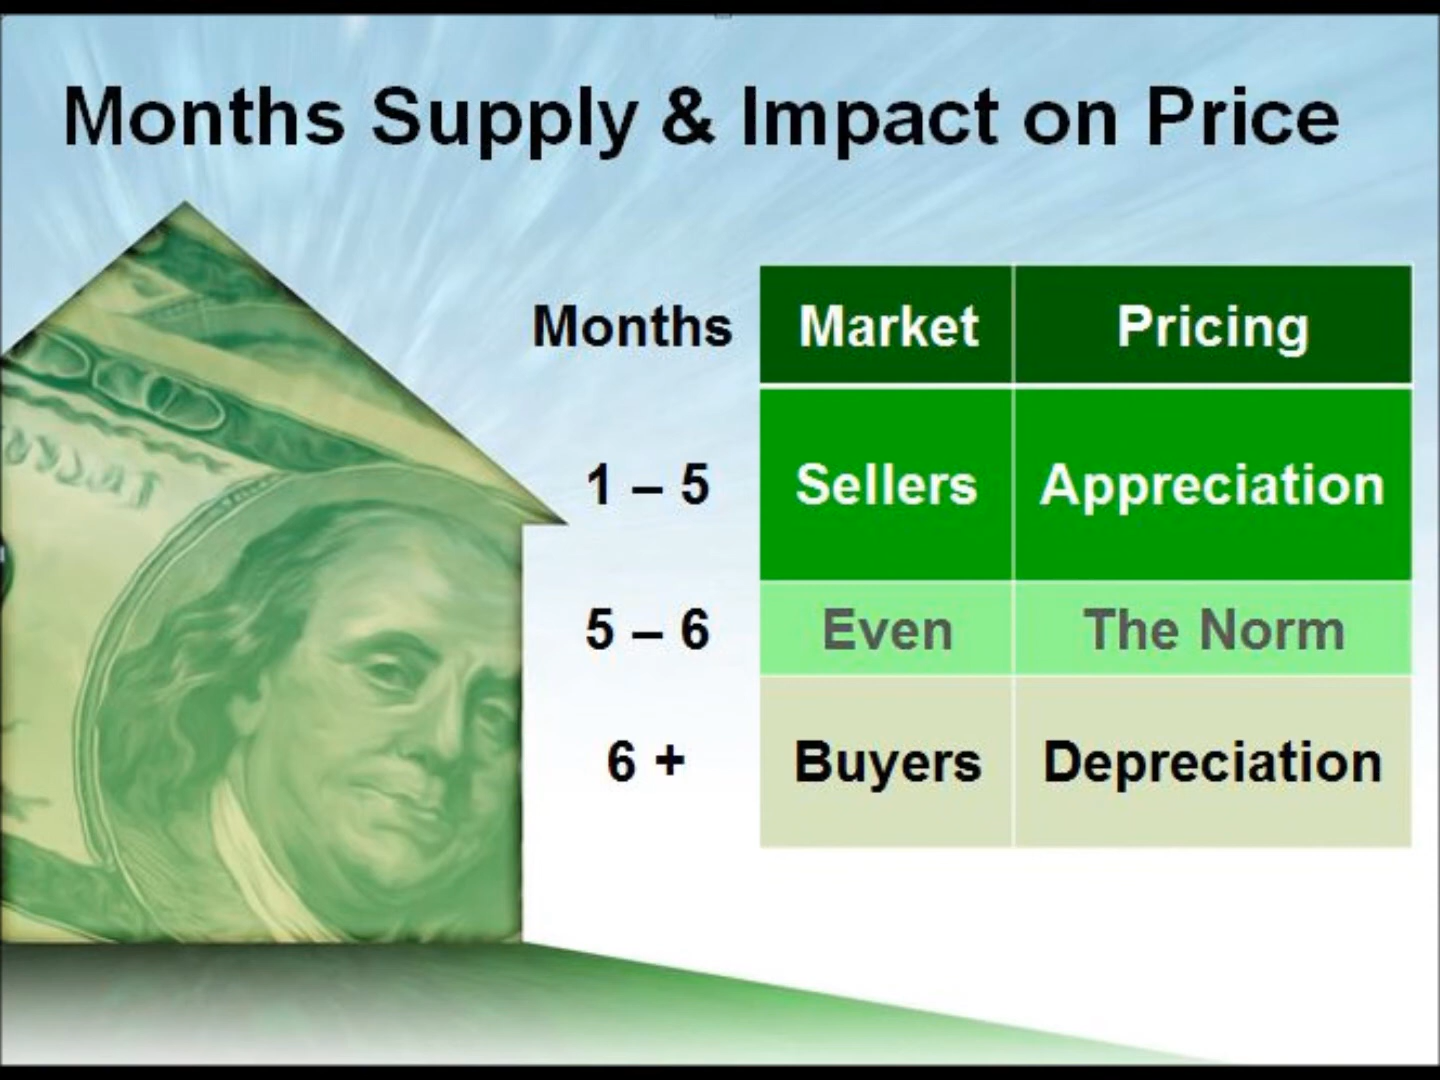 Months Supply & Impact on Price
Months Market Pricing
1 – 5 Sellers Appreciation
5 – 6 Even The Norm
6 + Buyers Depreciation